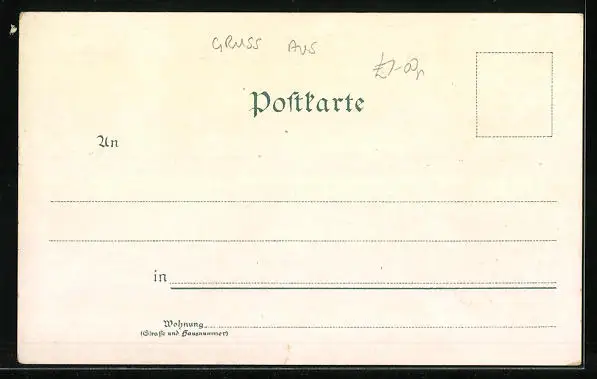 GRUSS AUS
Postkarte
An
in
Wohnung
(Straße und Hausnummer)